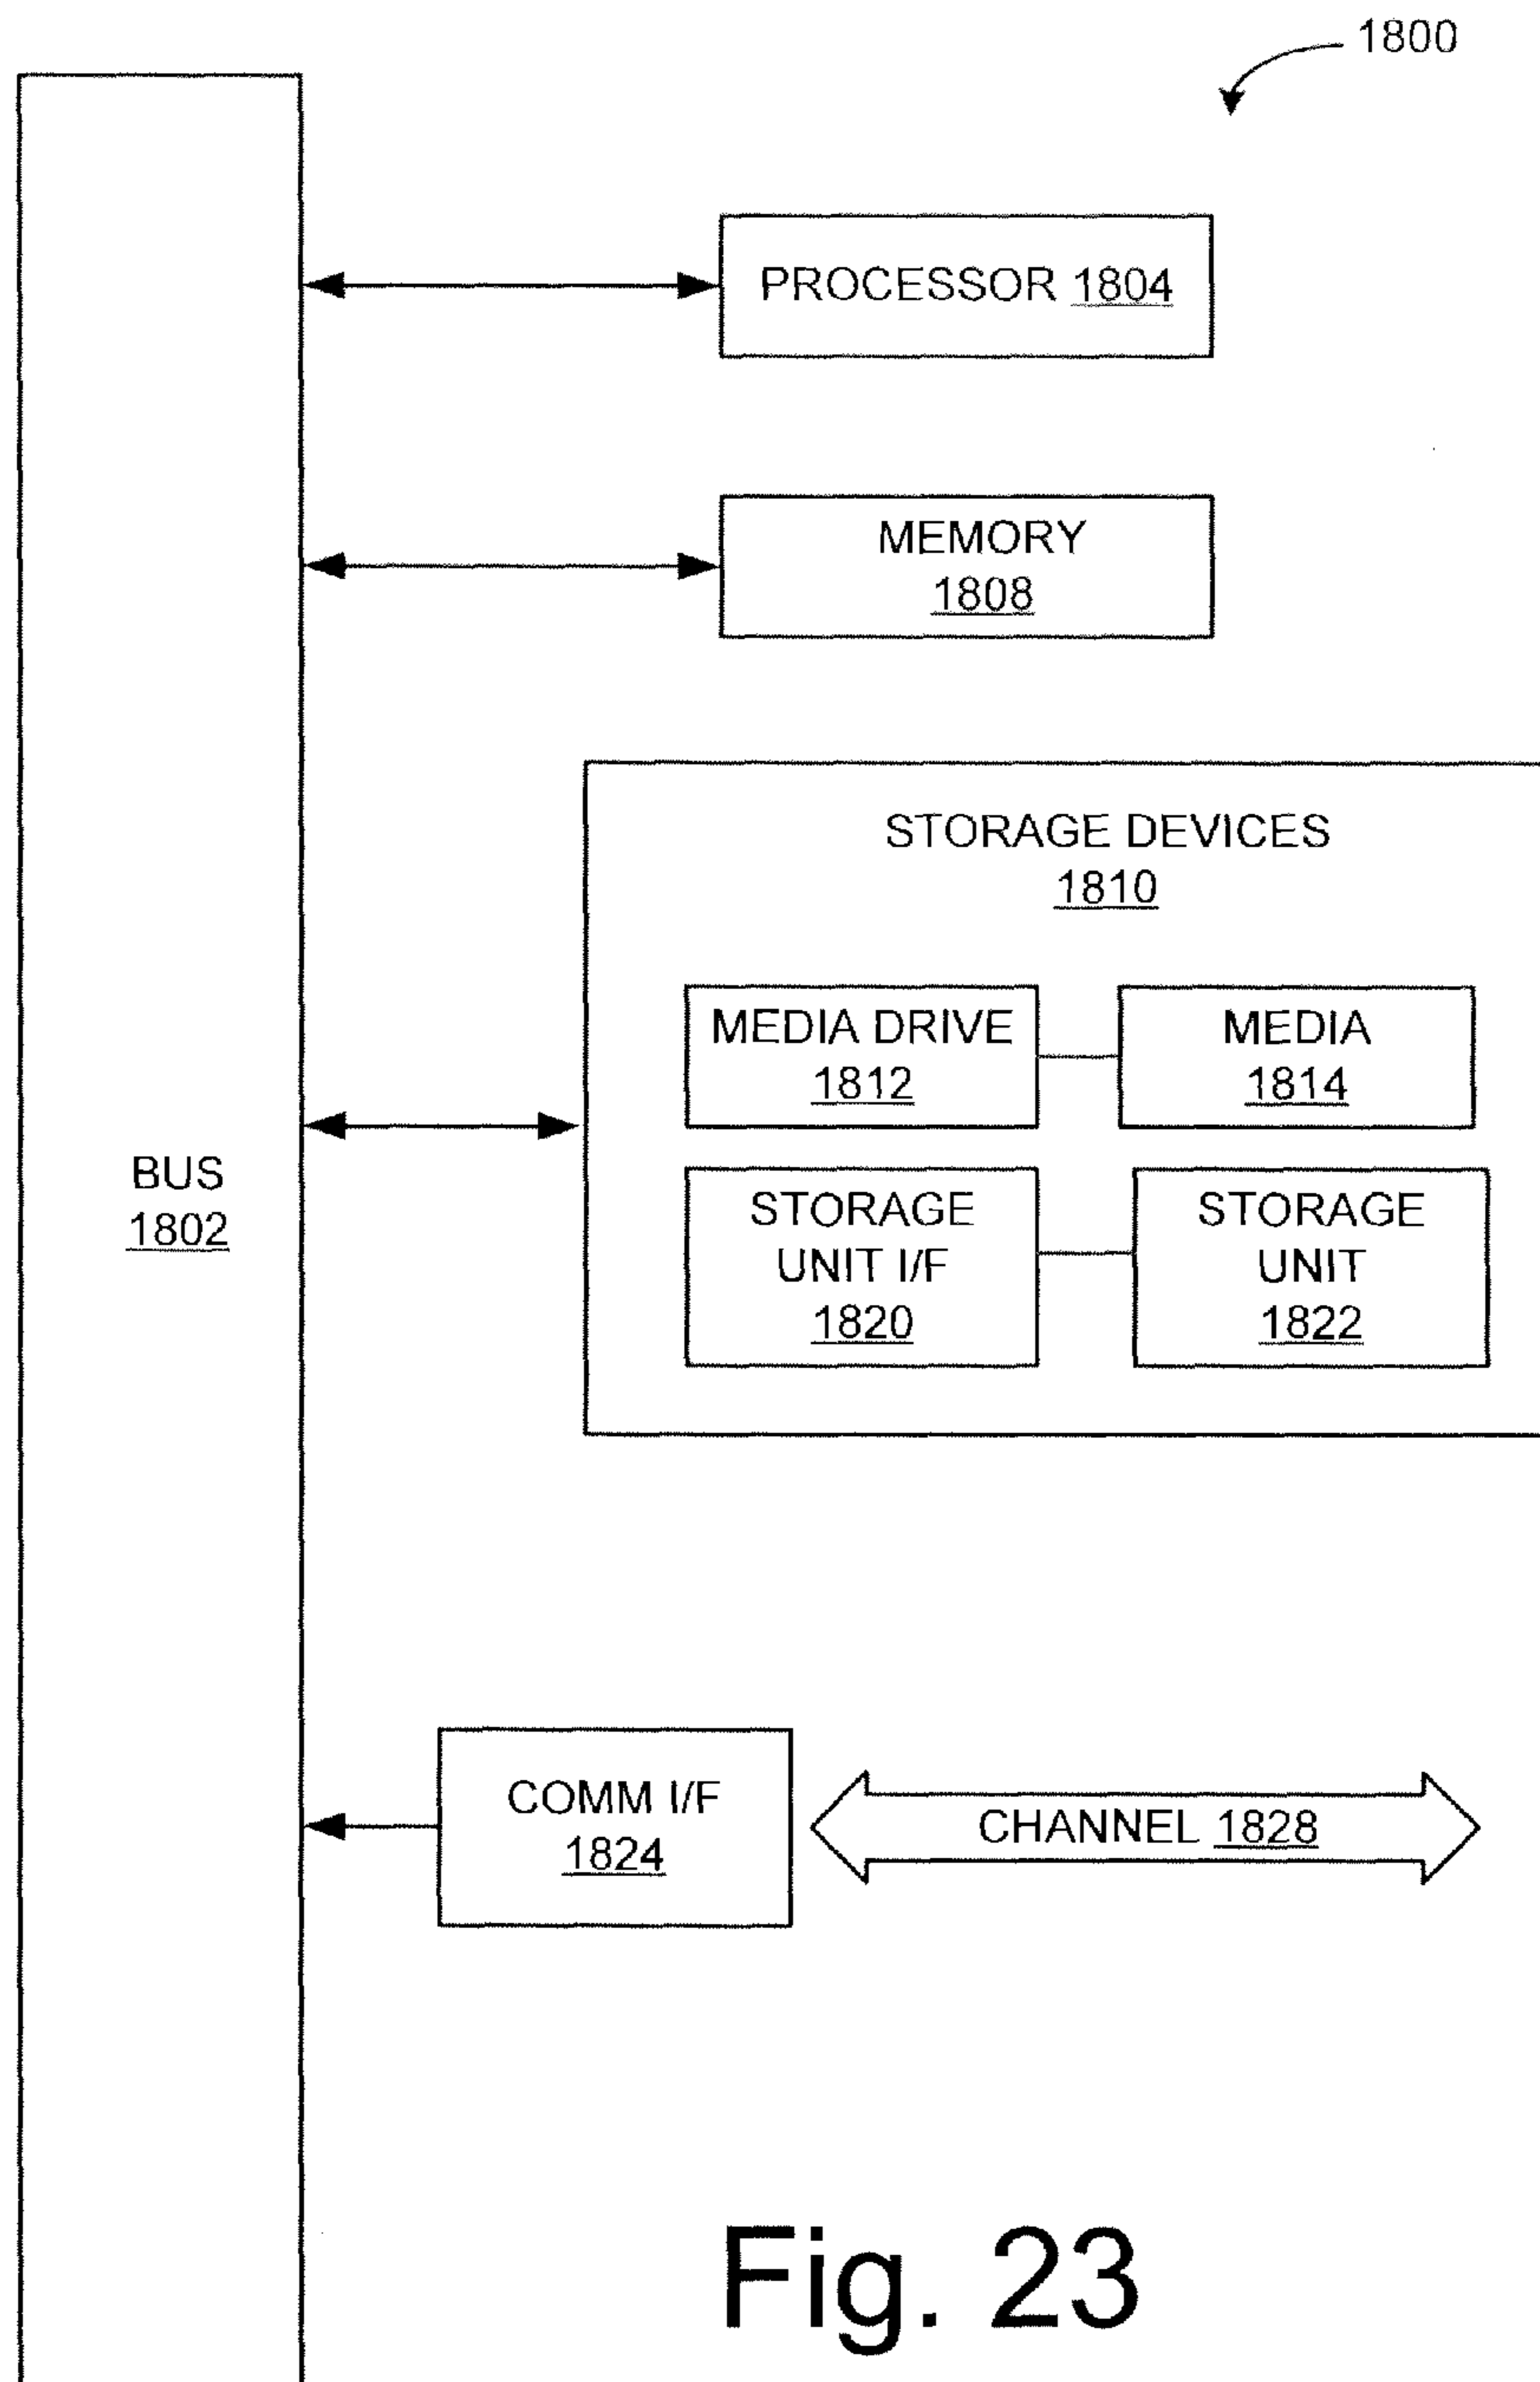 1800
PROCESSOR 1804
MEMORY
1808
STORAGE DEVICES
1810
MEDIA DRIVE
1812
MEDIA
1814
STORAGE
UNIT I/F
1820
STORAGE
UNIT
1822
BUS
1802
COMM I/F
1824
CHANNEL 1828
Fig. 23